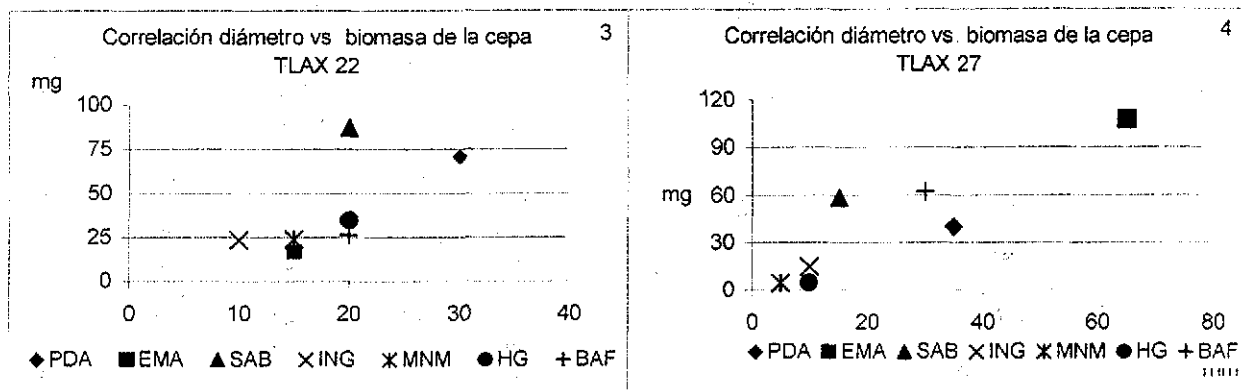 Correlación diámetro vs biomasa de la cepa 3
TLAX 22
mg
100
75
50
25
0
0 10 20 30 40
PDA EMA SAB ING MNM HG BAF
Correlación diámetro vs. biomasa de la cepa 4
TLAX 27
120
90
mg 60
30
0
0 20 40 60 80
PDA EMA SAB ING MNM HG BAF